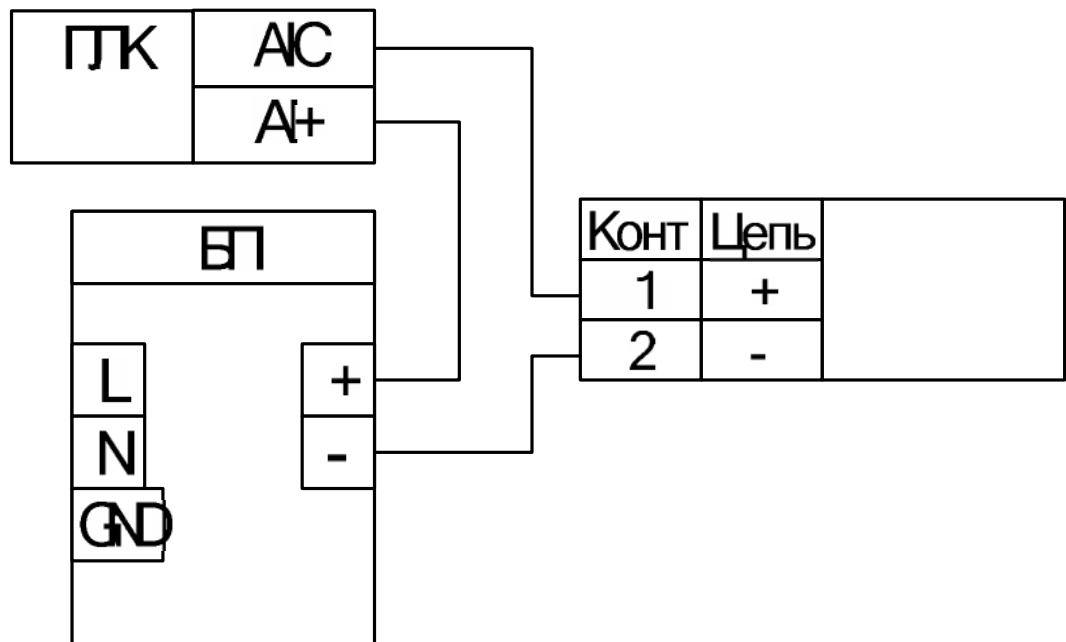 ПЛК
AIC
AI+
БП
L
+
N
-
GND
Конт Цепь
1 +
2 -